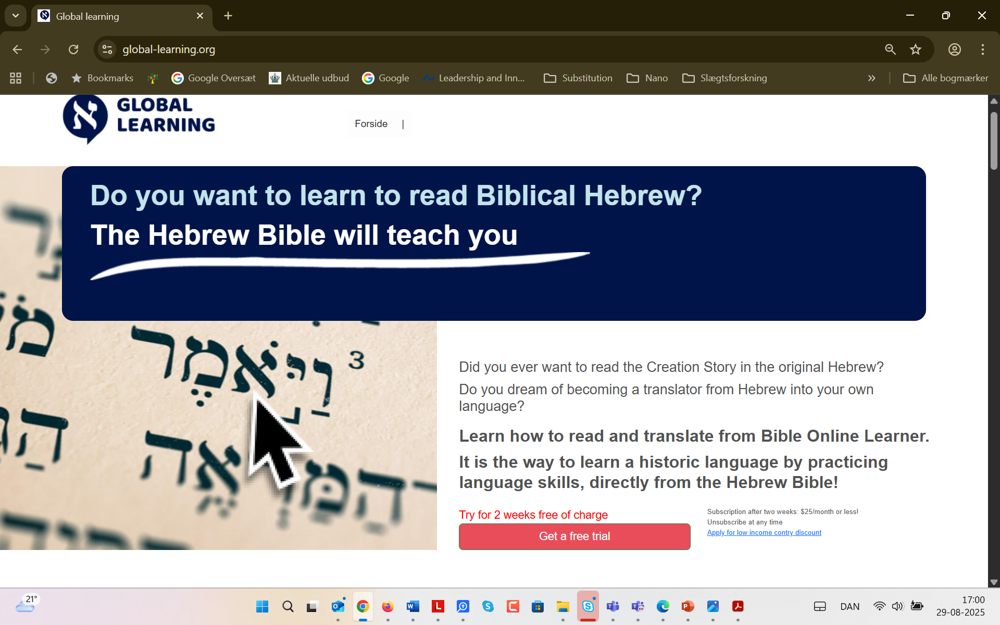 Global learning
global-learning.org
Bookmarks
Google Oversæt
Aktuelle udbud
Google
Leadership and Inn...
Substitution
Nano
Slægtsforskning
Alle bogmærker
GLOBAL
LEARNING
Forside |
Do you want to learn to read Biblical Hebrew?
The Hebrew Bible will teach you
3 וַיֹּאמֶר
Did you ever want to read the Creation Story in the original Hebrew?
Do you dream of becoming a translator from Hebrew into your own
language?
Learn how to read and translate from Bible Online Learner.
It is the way to learn a historic language by practicing
language skills, directly from the Hebrew Bible!
Try for 2 weeks free of charge
Get a free trial
Subscription after two weeks: $25/month or less!
Unsubscribe at any time
Apply for low income contry discount
21°
DAN
17:00
29-08-2025